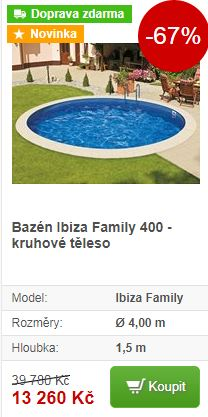 Doprava zdarma
Novinka
-67%
Bazén Ibiza Family 400 -
kruhové těleso
Model: Ibiza Family
Rozměry: Ø 4,00 m
Hloubka: 1,5 m
39 780 Kč
13 260 Kč
Koupit